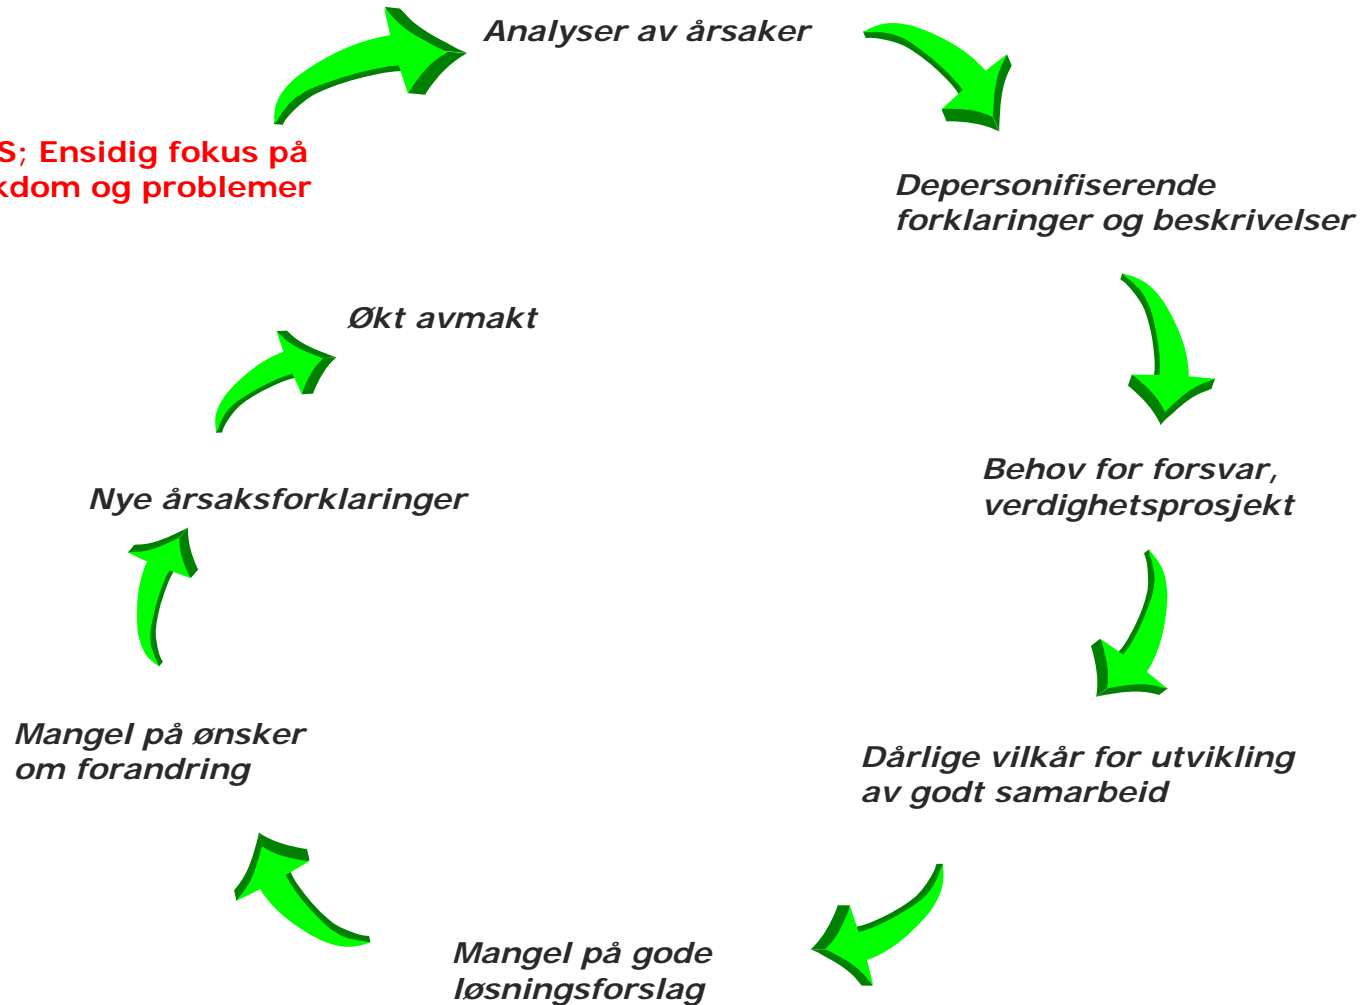 Analyser av årsaker
S; Ensidig fokus på
kdom og problemer
Depersonifiserende
forklaringer og beskrivelser
Økt avmakt
Behov for forsvar,
verdighetsprosjekt
Nye årsaksforklaringer
Mangel på ønsker
om forandring
Dårlige vilkår for utvikling
av godt samarbeid
Mangel på gode
løsningsforslag